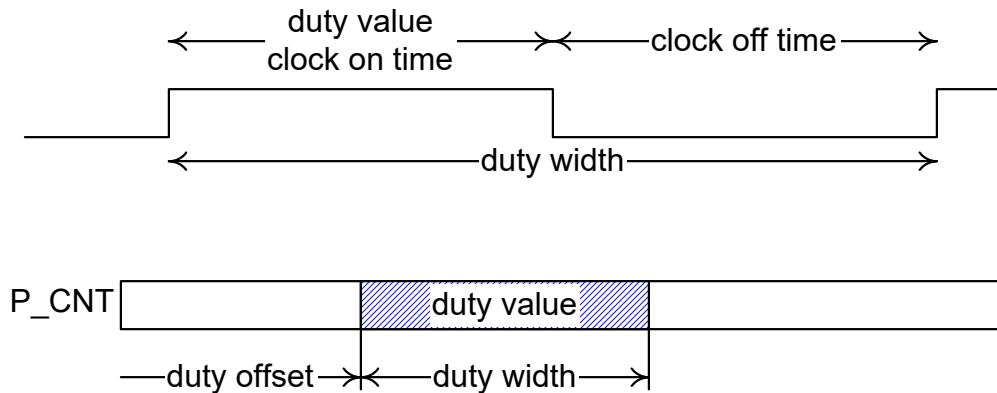 duty value
clock on time
clock off time
duty width
P_CNT
duty value
duty offset
duty width